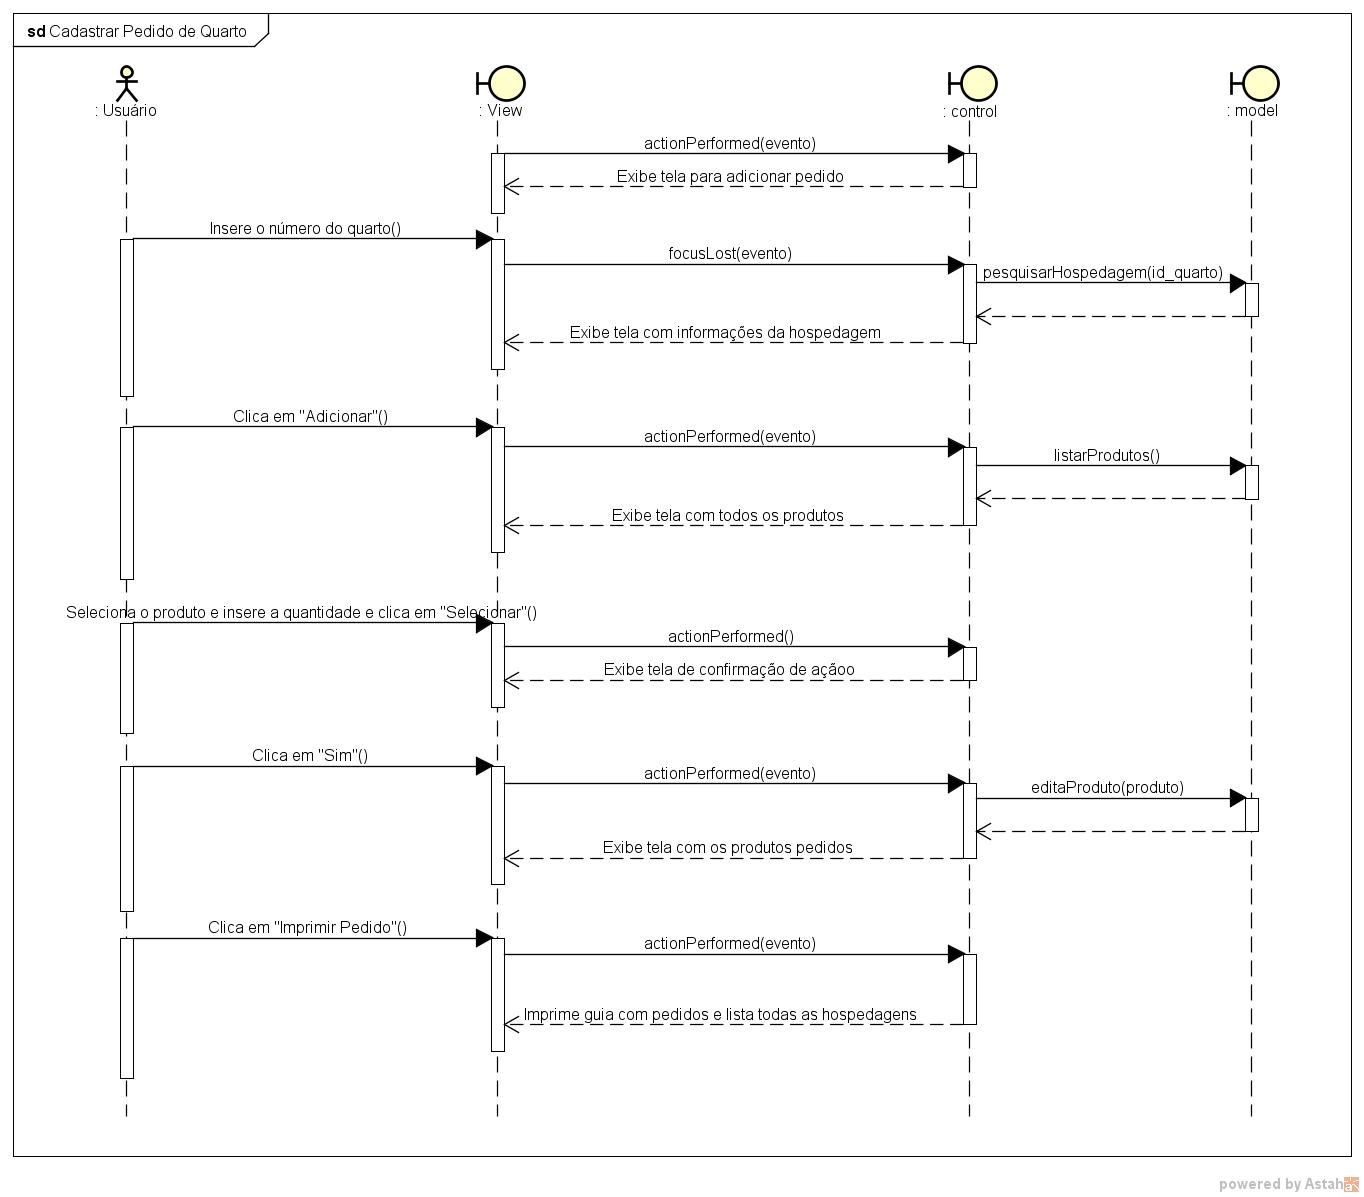 sd Cadastrar Pedido de Quarto
: Usuário
: View
: control
: model
actionPerformed(evento)
Exibe tela para adicionar pedido
Insere o número do quarto()
focusLost(evento)
pesquisarHospedagem(id_quarto)
Exibe tela com informações da hospedagem
Clica em "Adicionar"()
actionPerformed(evento)
listarProdutos()
Exibe tela com todos os produtos
Seleciona o produto e insere a quantidade e clica em "Selecionar"()
actionPerformed()
Exibe tela de confirmação de açãoo
Clica em "Sim"()
actionPerformed(evento)
editaProduto(produto)
Exibe tela com os produtos pedidos
Clica em "Imprimir Pedido"()
actionPerformed(evento)
Imprime guia com pedidos e lista todas as hospedagens
powered by Astah